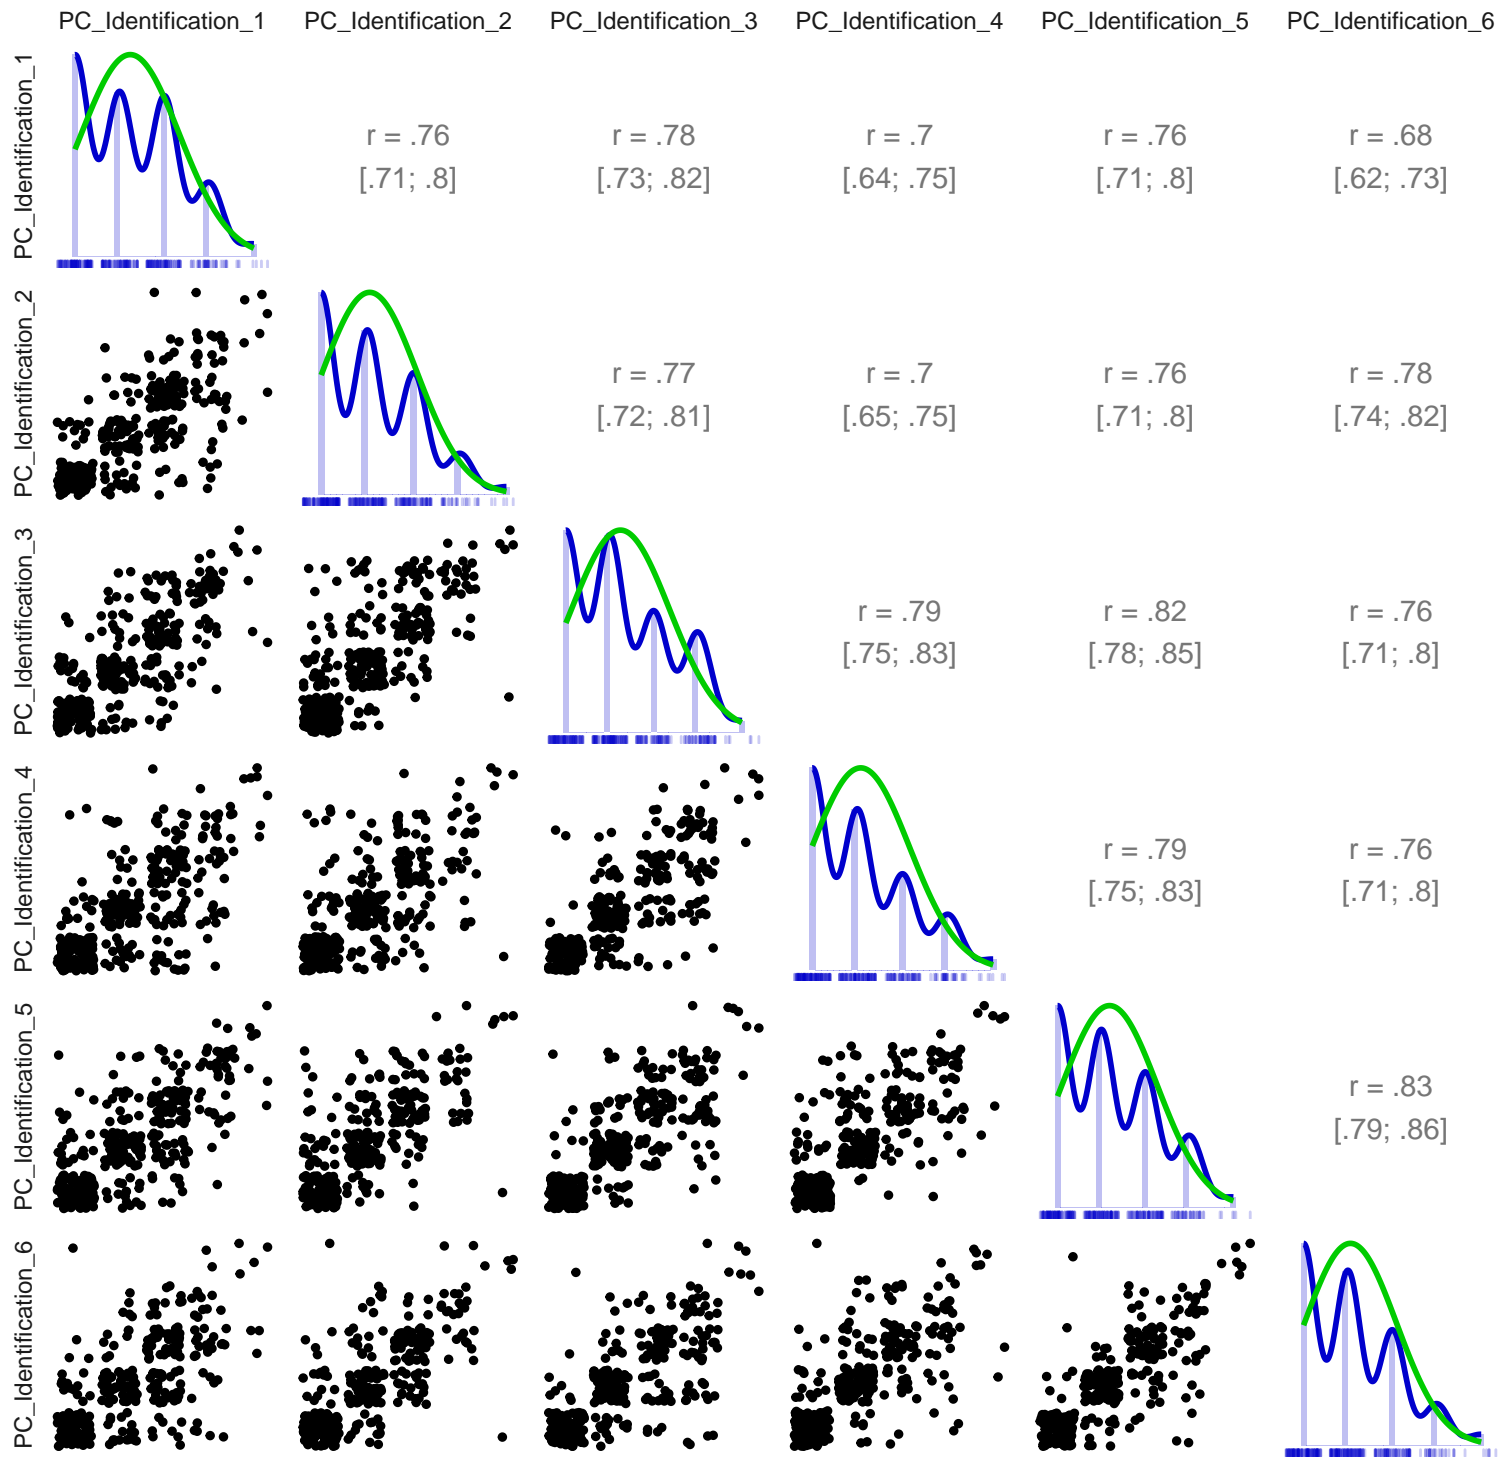 PC_Identification_1 PC_Identification_2 PC_Identification_3 PC_Identification_4 PC_Identification_5 PC_Identification_6
PC_Identification_1
r = .76 r = .78 r = .7 r = .76 r = .68
[.71; .8] [.73; .82] [.64; .75] [.71; .8] [.62; .73]
PC_Identification_2
r = .77 r = .7 r = .76 r = .78
[.72; .81] [.65; .75] [.71; .8] [.74; .82]
PC_Identification_3
r = .79 r = .82 r = .76
[.75; .83] [.78; .85] [.71; .8]
PC_Identification_4
r = .79 r = .76
[.75; .83] [.71; .8]
PC_Identification_5
r = .83
[.79; .86]
PC_Identification_6